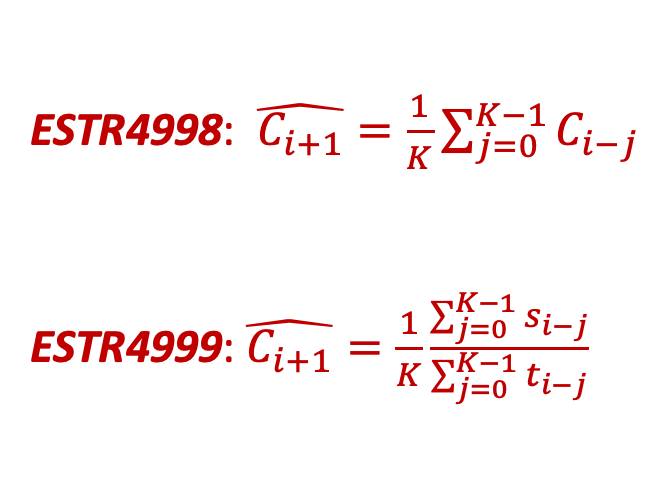 ESTR4998: $\widehat{C_{i+1}} = \frac{1}{K} \sum_{j=0}^{K-1} C_{i-j}$
ESTR4999: $\widehat{C_{i+1}} = \frac{1}{K} \frac{\sum_{j=0}^{K-1} s_{i-j}}{\sum_{j=0}^{K-1} t_{i-j}}$